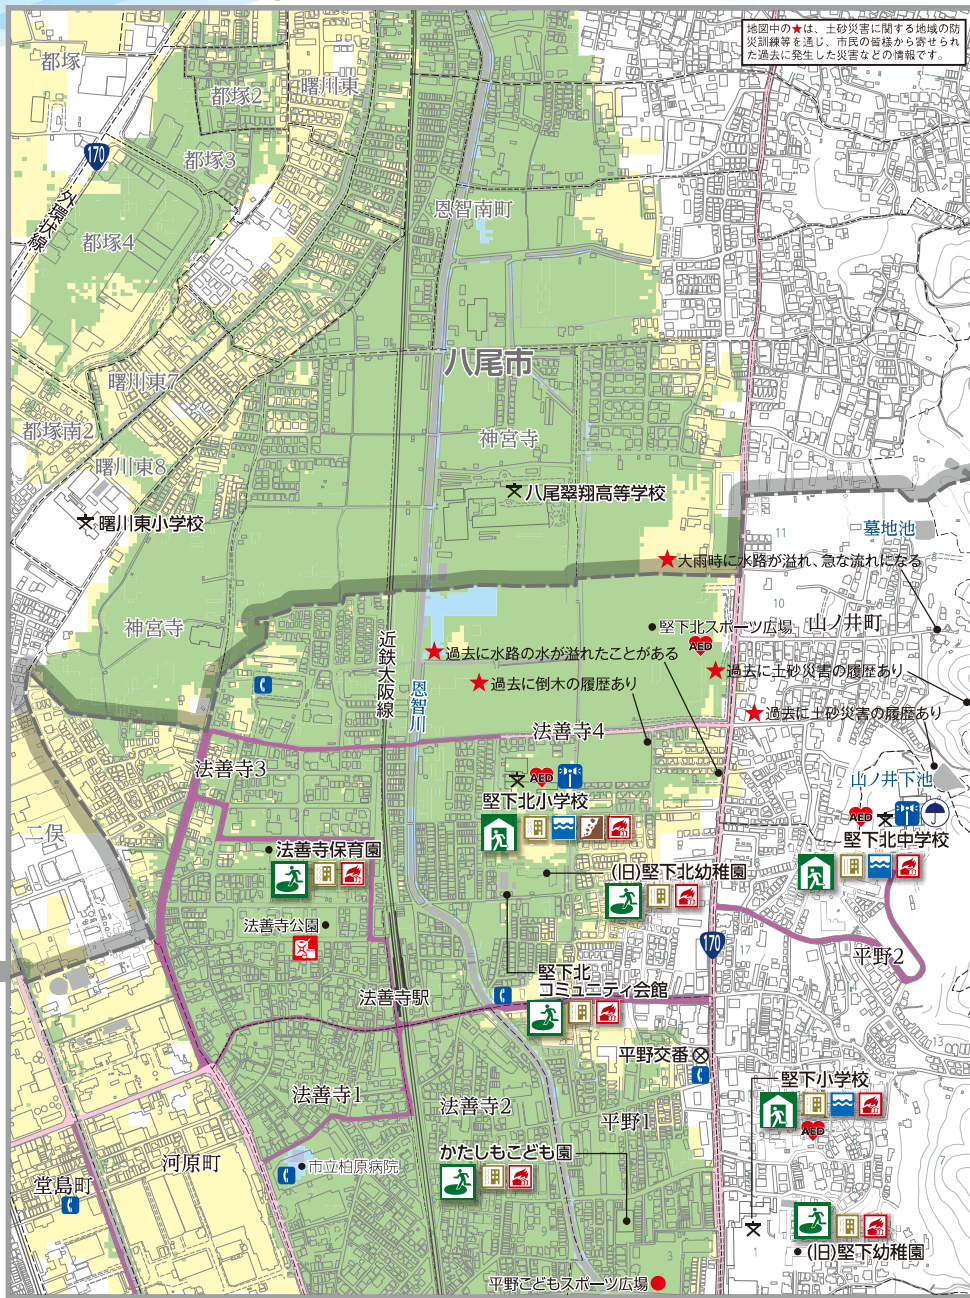 地図中の★は、土砂災害に関する地域の防
災訓練等を通じ、市民の皆様から寄せられ
た過去に発生した災害などの情報です。
都塚
都塚2
曙川東
170
外環状線
都塚3
都塚4
恩智南町
八尾市
曙川東7
都塚南2
曙川東8
神宮寺
八尾翠翔高等学校
曙川東小学校
墓地池
11
8
★大雨時に水路が溢れ、急な流れになる
10
神宮寺
近鉄大阪線
堅下北スポーツ広場
山ノ井町
AED
★過去に水路の水が溢れたことがある
★過去に土砂災害の履歴あり
★過去に倒木の履歴あり
恩智川
★過去に土砂災害の履歴あり
法善寺4
法善寺3
AED
山ノ井下池
2
堅下北小学校
AED
堅下北中学校
二俣
法善寺保育園
(旧)堅下北幼稚園
法善寺公園
170
17
平野2
堅下北
コミュニティ会館
法善寺駅
2
13
平野交番
堅下小学校
法善寺1
法善寺2
平野1
AED
かたしもこども園
河原町
市立柏原病院
7
堂島町
1
(旧)堅下幼稚園
3
平野こどもスポーツ広場